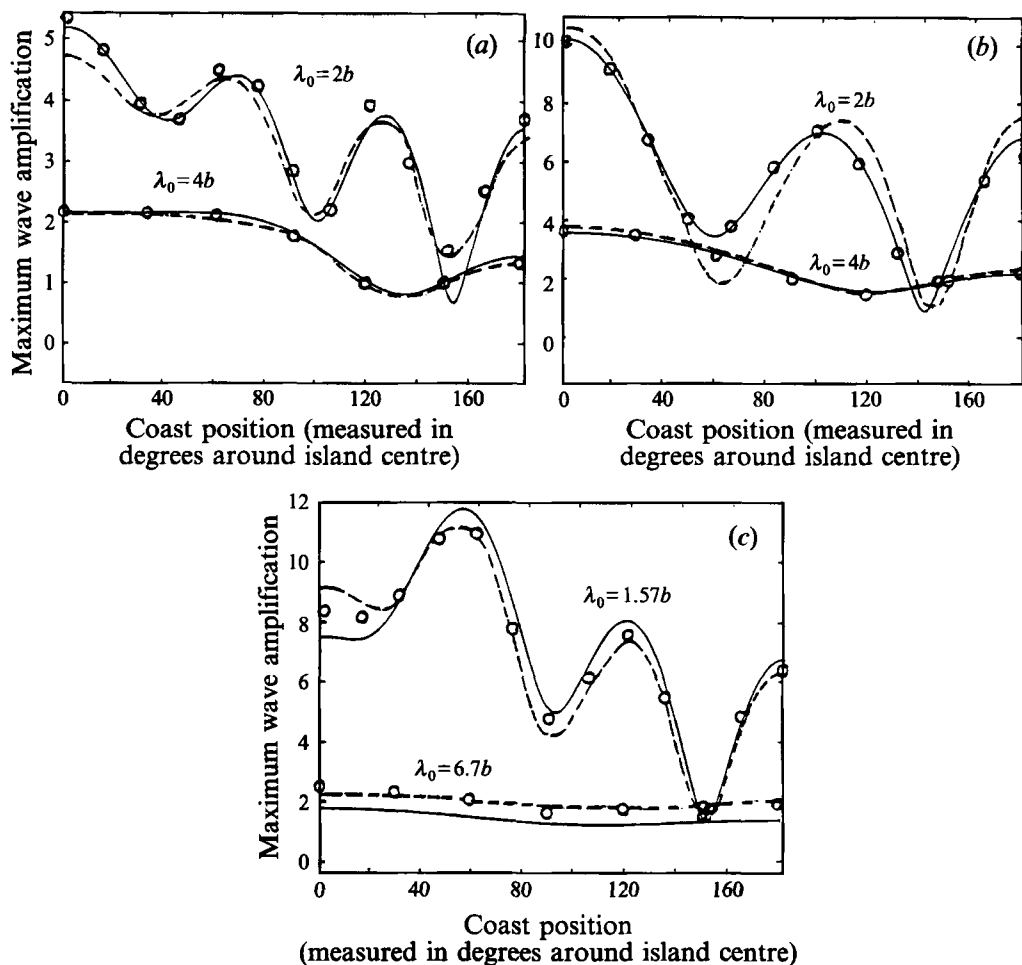 (a)
5
4
3
2
1
0
Maximum wave amplification
λ₀=2b
λ₀=4b
0
40
80
120
160
Coast position (measured in
degrees around island centre)
(b)
10
8
6
4
2
0
Maximum wave amplification
λ₀=2b
λ₀=4b
0
40
80
120
160
Coast position (measured in
degrees around island centre)
(c)
12
10
8
6
4
2
0
Maximum wave amplification
λ₀=1.57b
λ₀=6.7b
0
40
60
120
160
Coast position
(measured in degrees around island centre)